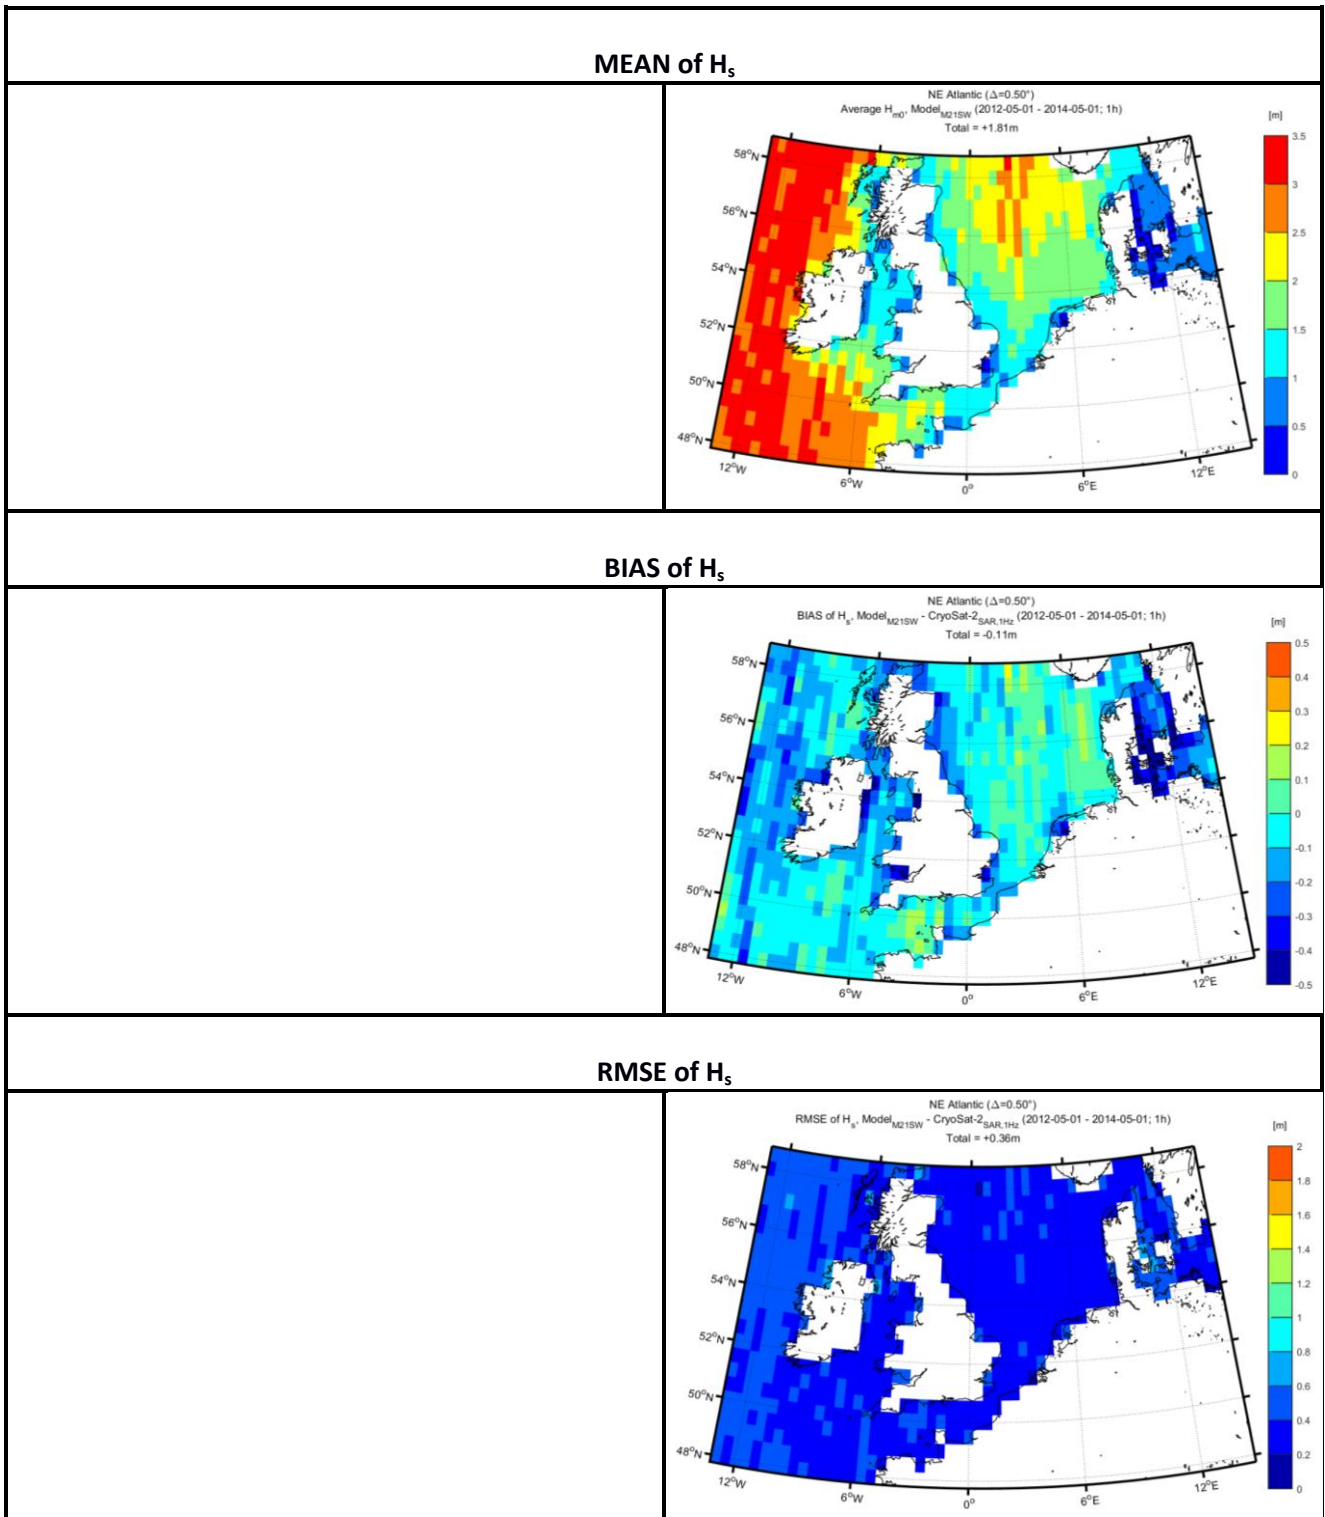 MEAN of Hs
NE Atlantic (Δ=0.50°)
Average Hm0, ModelM21SW (2012-05-01 - 2014-05-01; 1h)
Total = +1.81m
[m]
58°N
56°N
54°N
52°N
50°N
48°N
12°W
6°W
0°
6°E
12°E
3.5
3
2.5
2
1.5
1
0.5
0
BIAS of Hs
NE Atlantic (Δ=0.50°)
BIAS of Hs, ModelM21SW - CryoSat-2SAR,1Hz (2012-05-01 - 2014-05-01; 1h)
Total = -0.11m
[m]
58°N
56°N
54°N
52°N
50°N
48°N
12°W
6°W
0°
6°E
12°E
0.5
0.4
0.3
0.2
0.1
0
-0.1
-0.2
-0.3
-0.4
-0.5
RMSE of Hs
NE Atlantic (Δ=0.50°)
RMSE of Hs, ModelM21SW - CryoSat-2SAR,1Hz (2012-05-01 - 2014-05-01; 1h)
Total = +0.36m
[m]
58°N
56°N
54°N
52°N
50°N
48°N
12°W
6°W
0°
6°E
12°E
2
1.8
1.6
1.4
1.2
1
0.8
0.6
0.4
0.2
0